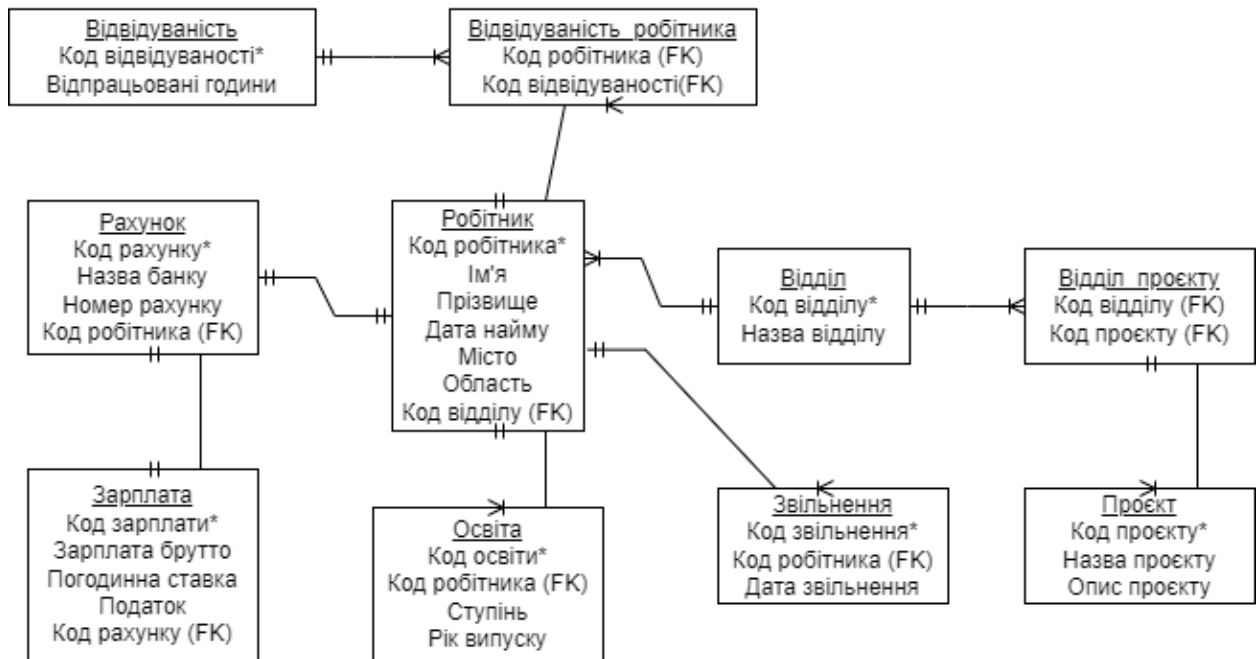 Відвідуваність
Код відвідуваності*
Відпрацьовані години
Відвідуваність робітника
Код робітника (FK)
Код відвідуваності(FK)
Рахунок
Код рахунку*
Назва банку
Номер рахунку
Код робітника (FK)
Робітник
Код робітника*
Ім'я
Прізвище
Дата найму
Місто
Область
Код відділу (FK)
Відділ
Код відділу*
Назва відділу
Відділ проєкту
Код відділу (FK)
Код проєкту (FK)
Зарплата
Код зарплати*
Зарплата брутто
Погодинна ставка
Податок
Код рахунку (FK)
Освіта
Код освіти*
Код робітника (FK)
Ступінь
Рік випуску
Звільнення
Код звільнення*
Код робітника (FK)
Дата звільнення
Проєкт
Код проєкту*
Назва проєкту
Опис проєкту